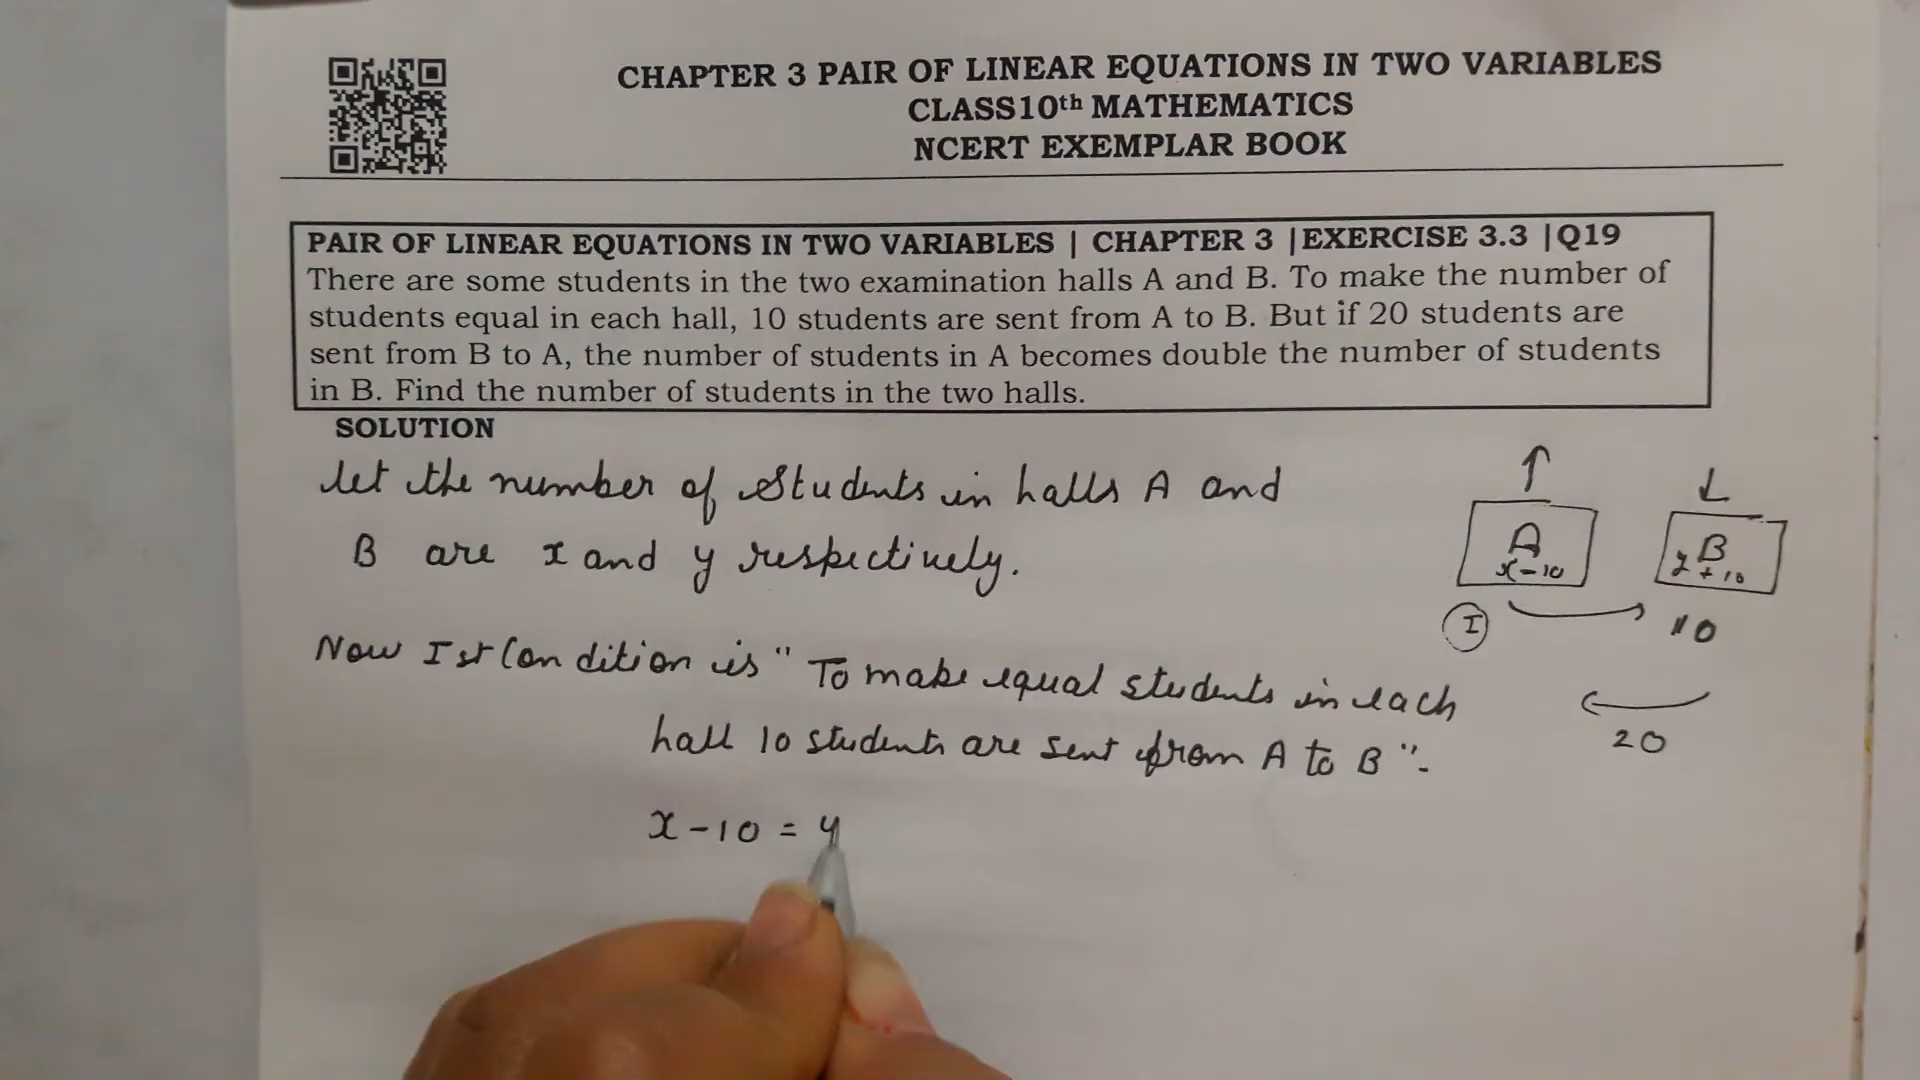 CHAPTER 3 PAIR OF LINEAR EQUATIONS IN TWO VARIABLES
CLASS10th MATHEMATICS
NCERT EXEMPLAR BOOK
PAIR OF LINEAR EQUATIONS IN TWO VARIABLES | CHAPTER 3 |EXERCISE 3.3 |Q19
There are some students in the two examination halls A and B. To make the number of
students equal in each hall, 10 students are sent from A to B. But if 20 students are
sent from B to A, the number of students in A becomes double the number of students
in B. Find the number of students in the two halls.
SOLUTION
let the number of Students in halls A and
B are x and y respectively.
A
x-10
B
y+10
I
10
20
Now Ist Condition is " To make equal students in each
hall 10 students are sent from A to B".
x-10 = y